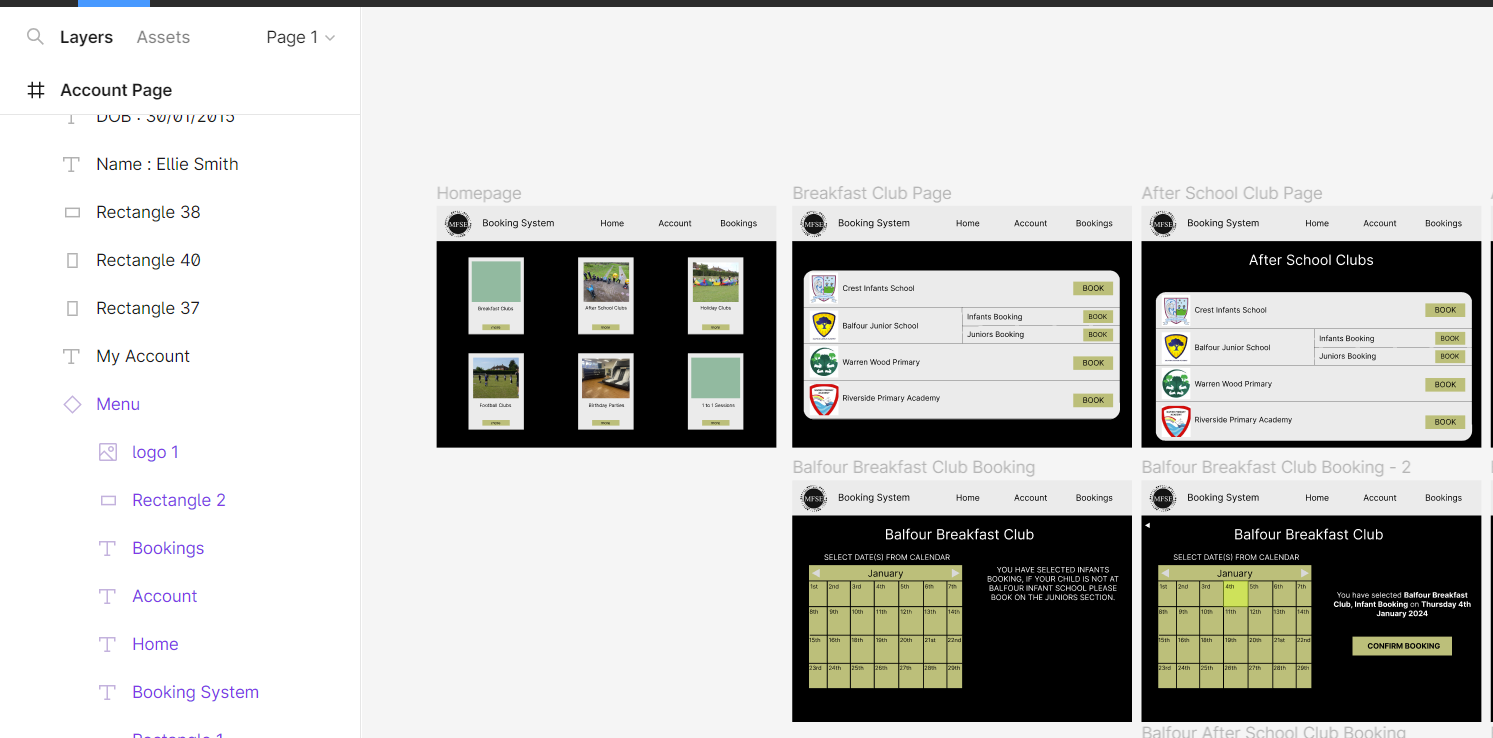 Layers
Assets
Page 1
Account Page
DOB : 30/01/2015
Name : Ellie Smith
Rectangle 38
Rectangle 40
Rectangle 37
My Account
Menu
logo 1
Rectangle 2
Bookings
Account
Home
Booking System
Rectangle 1
Homepage
MFSE
Booking System
Home
Account
Bookings
Breakfast Clubs
more
After School Clubs
more
Holiday Clubs
more
Football Clubs
more
Birthday Parties
more
1 to 1 Sessions
more
Breakfast Club Page
MFSE
Booking System
Home
Account
Bookings
Crest Infants School
BOOK
Balfour Junior School
Infants Booking
BOOK
Juniors Booking
BOOK
Warren Wood Primary
BOOK
Riverside Primary Academy
BOOK
After School Club Page
MFSE
Booking System
Home
Account
Bookings
After School Clubs
Crest Infants School
BOOK
Balfour Junior School
Infants Booking
BOOK
Juniors Booking
BOOK
Warren Wood Primary
BOOK
Riverside Primary Academy
BOOK
Balfour Breakfast Club Booking
MFSE
Booking System
Home
Account
Bookings
Balfour Breakfast Club
SELECT DATE(S) FROM CALENDAR
January
1st 2nd 3rd 4th 5th 6th 7th
8th 9th 10th 11th 12th 13th 14th
15th 16th 18th 19th 20th 21st 22nd
23rd 24th 25th 26th 27th 28th 29th
YOU HAVE SELECTED INFANTS
BOOKING, IF YOUR CHILD IS NOT AT
BALFOUR INFANT SCHOOL PLEASE
BOOK ON THE JUNIORS SECTION.
Balfour Breakfast Club Booking - 2
MFSE
Booking System
Home
Account
Bookings
Balfour Breakfast Club
SELECT DATE(S) FROM CALENDAR
January
1st 2nd 3rd 4th 5th 6th 7th
8th 9th 10th 11th 12th 13th 14th
15th 16th 18th 19th 20th 21st 22nd
23rd 24th 25th 26th 27th 28th 29th
You have selected Balfour Breakfast
Club, Infant Booking on Thursday 4th
January 2024
CONFIRM BOOKING
Balfour After School Club Booking